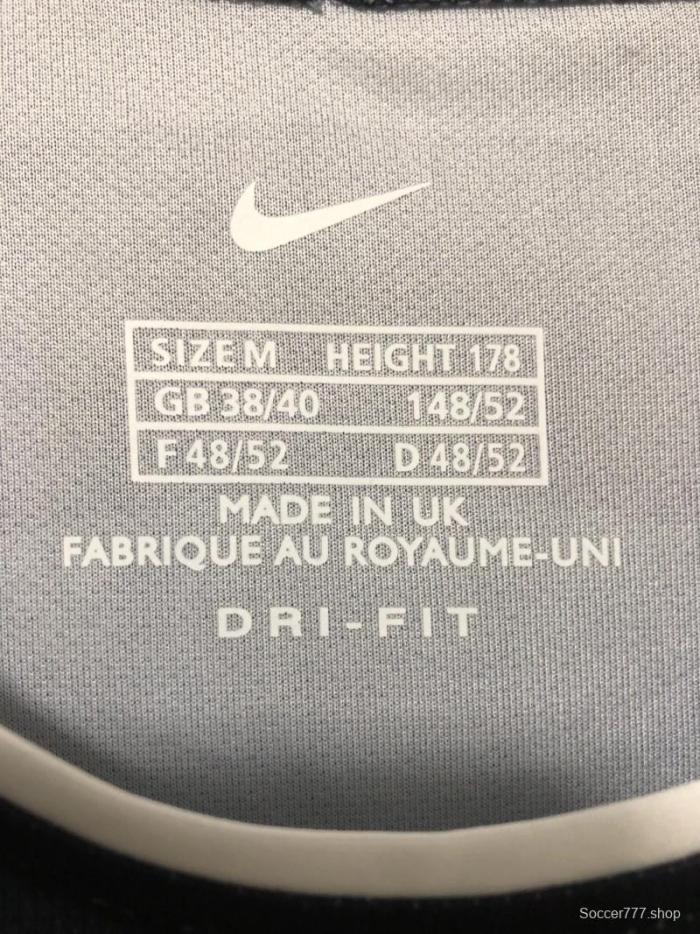 SIZE M HEIGHT 178
GB 38/40 148/52
F 48/52 D 48/52
MADE IN UK
FABRIQUE AU ROYAUME-UNI
DRI-FIT
Soccer777.shop